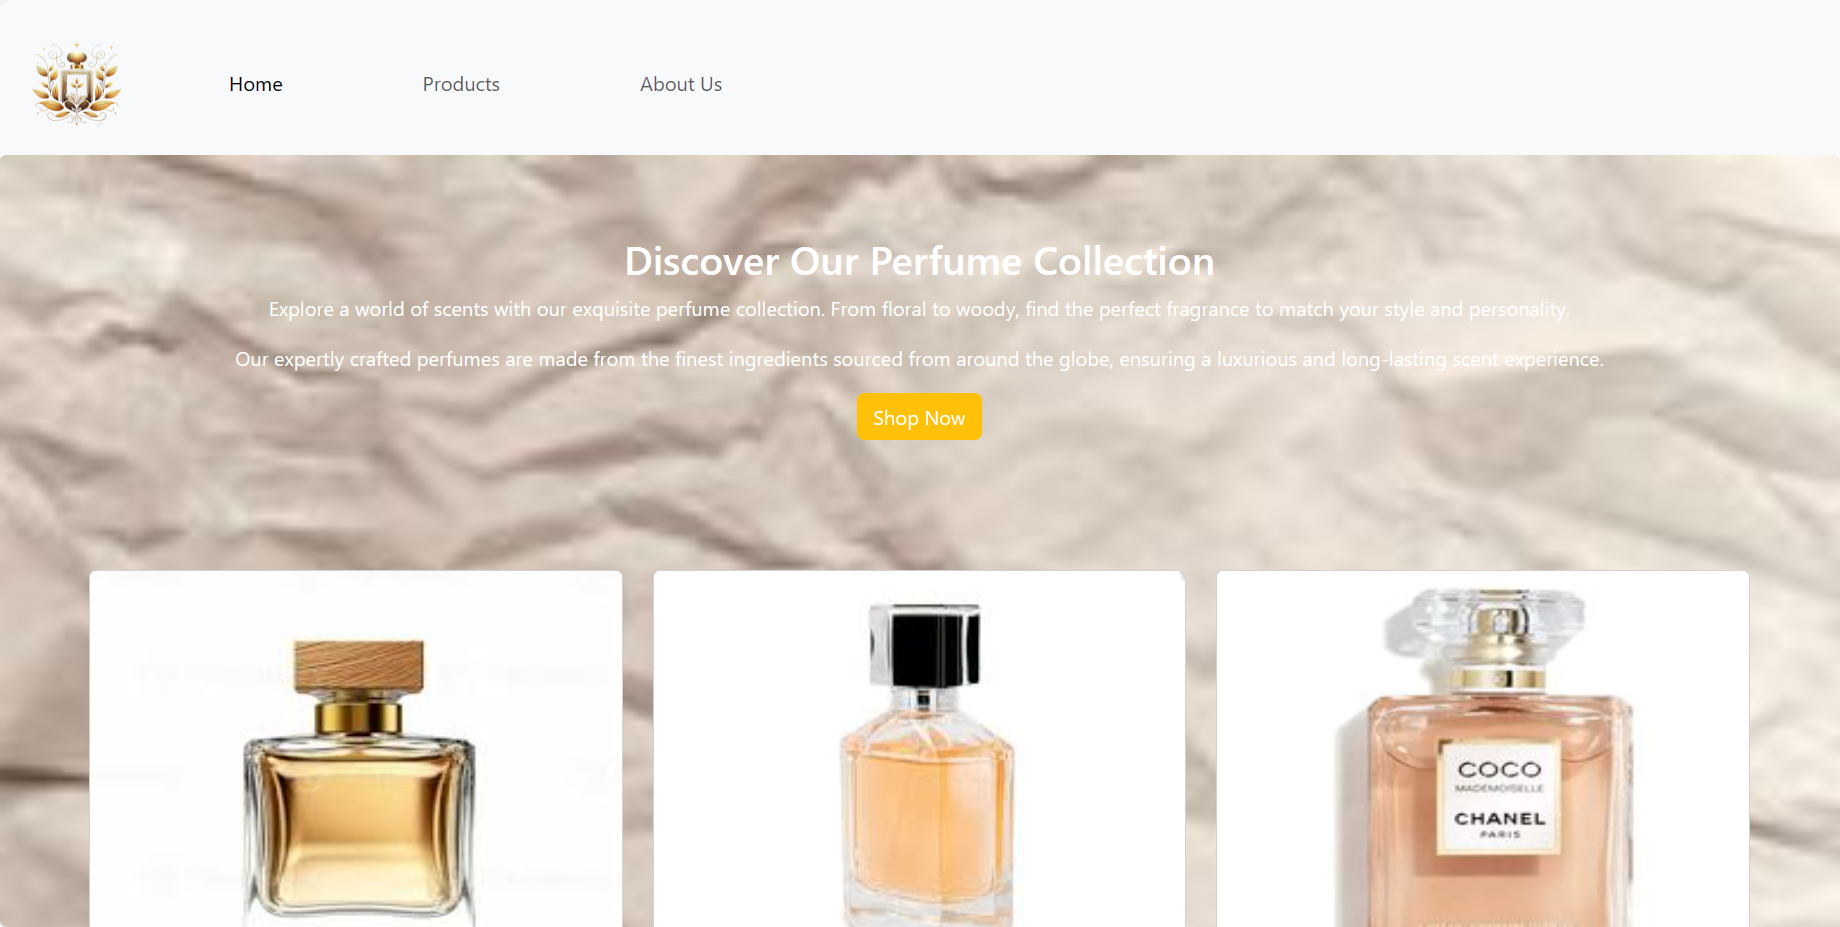 Home
Products
About Us
Discover Our Perfume Collection
Explore a world of scents with our exquisite perfume collection. From floral to woody, find the perfect fragrance to match your style and personality.
Our expertly crafted perfumes are made from the finest ingredients sourced from around the globe, ensuring a luxurious and long-lasting scent experience.
Shop Now
COCO
MADEMOISELLE
CHANEL
PARIS